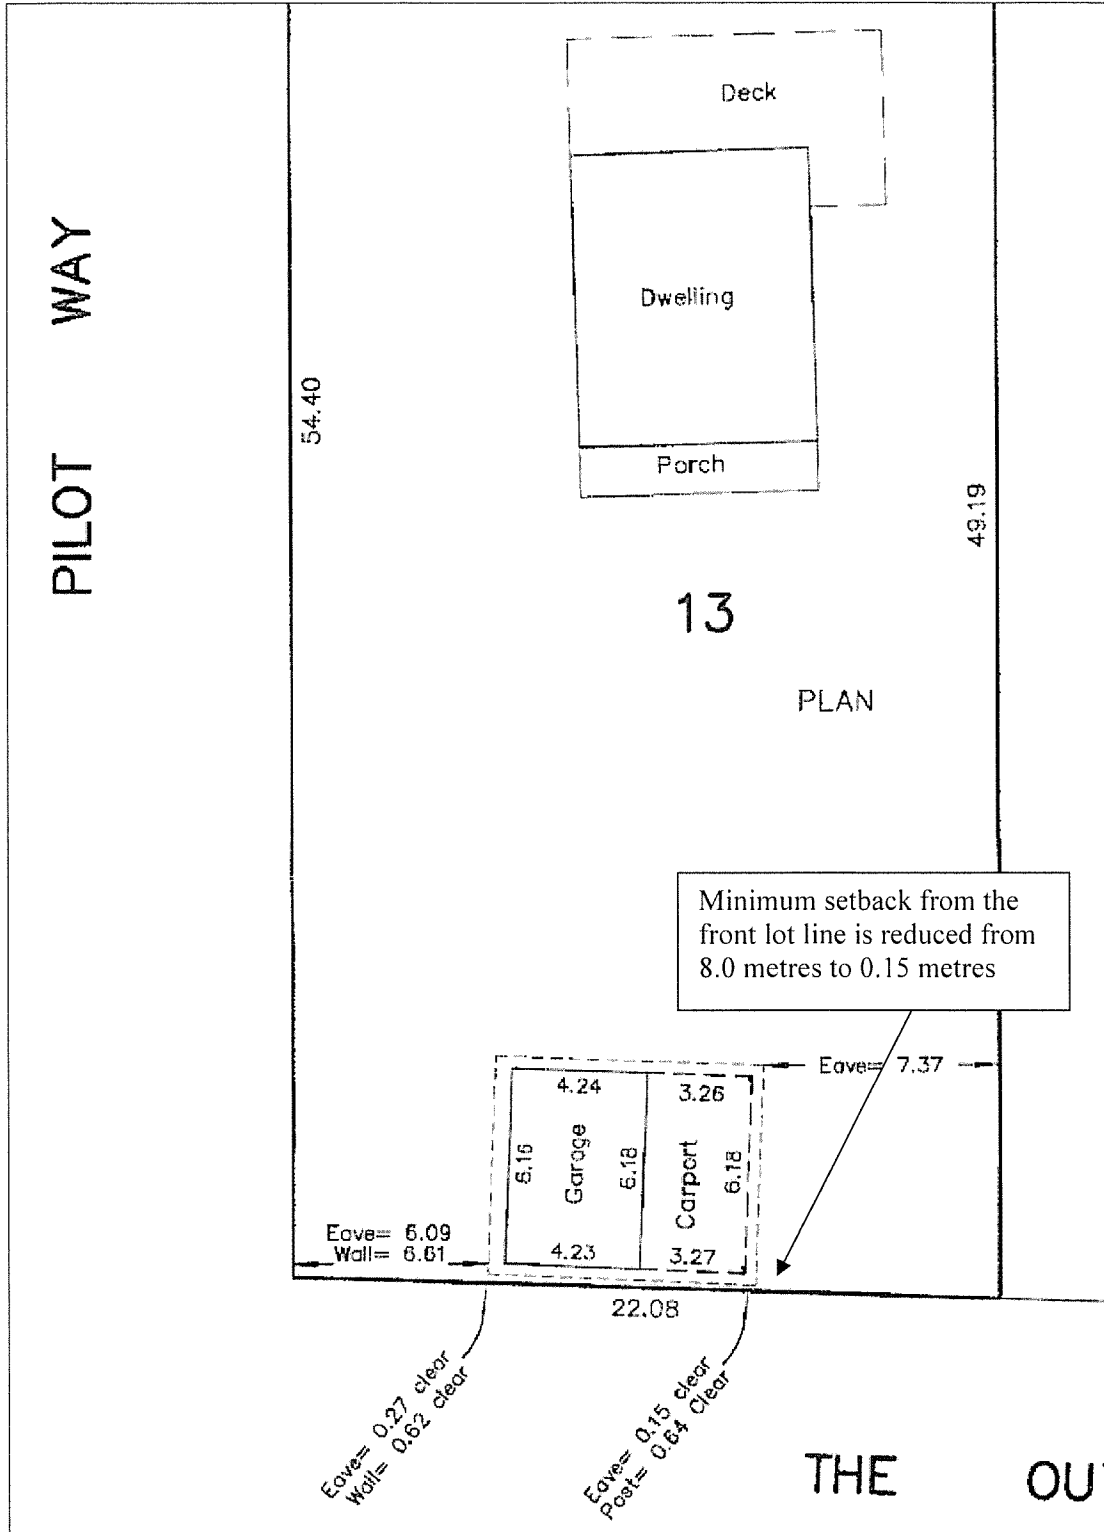 Deck
Dwelling
Porch
PILOT WAY
54.40
49.19
13
PLAN
Minimum setback from the
front lot line is reduced from
8.0 metres to 0.15 metres
Eave= 7.37
4.24
3.26
6.16
Garage
6.18
Carport
6.18
4.23
3.27
Eave= 6.09
Wall= 6.61
22.08
Eave= 0.27 clear
Wall= 0.62 clear
Eave= 0.15 clear
Post= 0.64 Clear
THE OUT